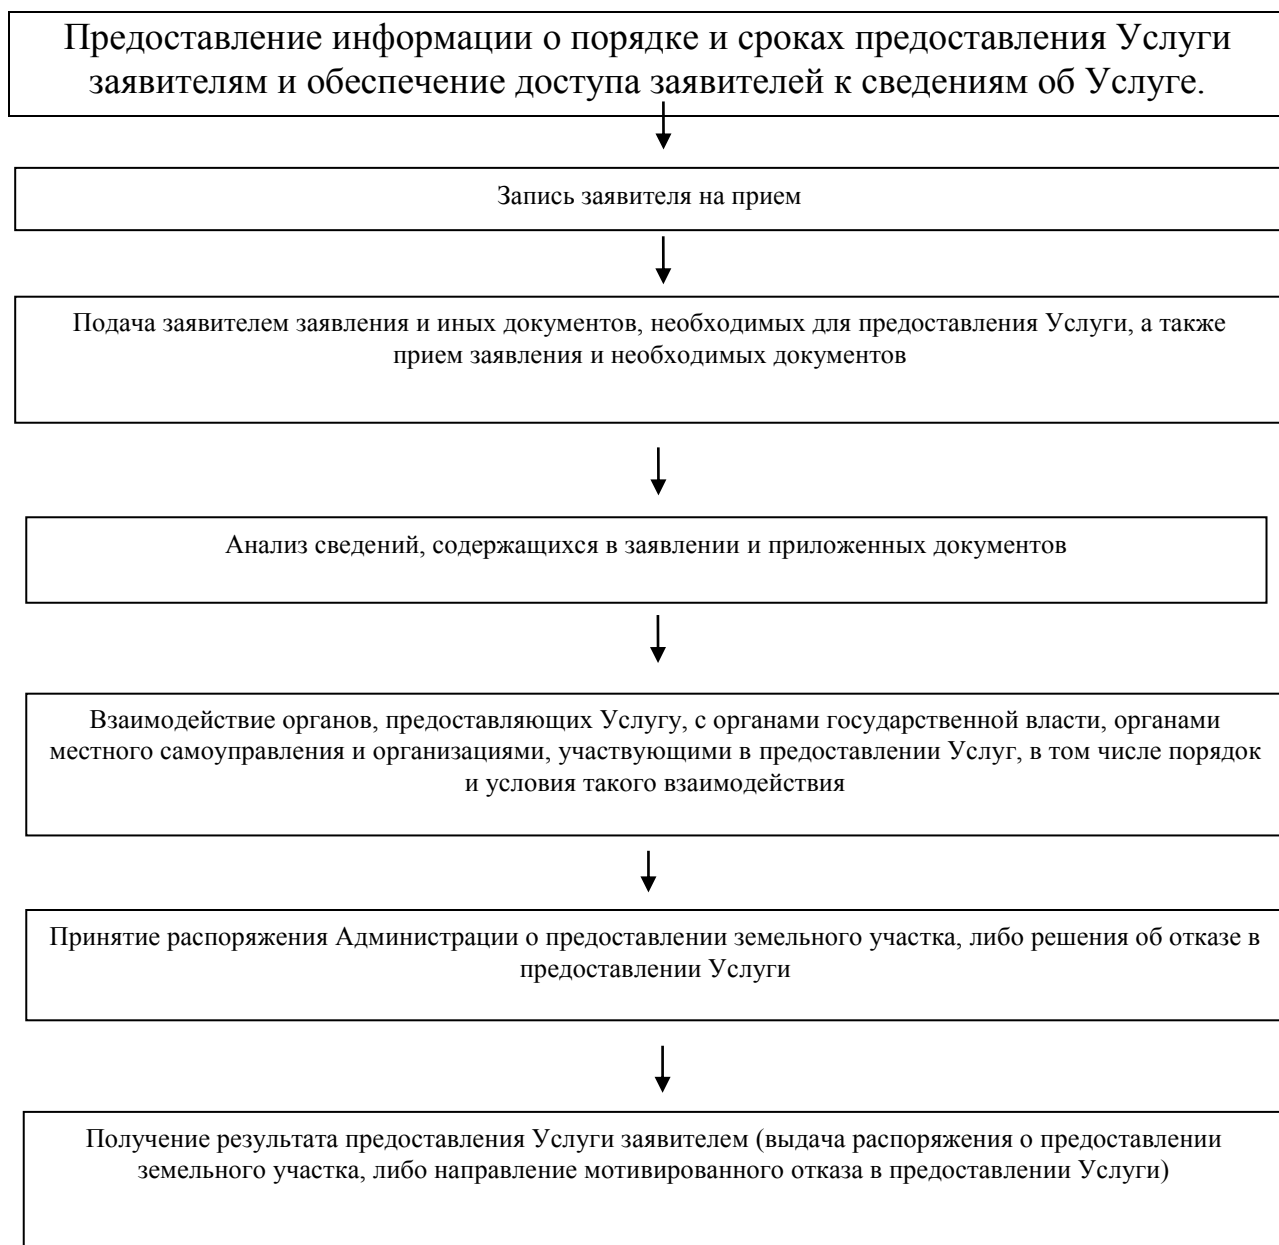 Предоставление информации о порядке и сроках предоставления Услуги
заявителям и обеспечение доступа заявителей к сведениям об Услуге.
Запись заявителя на прием
Подача заявителем заявления и иных документов, необходимых для предоставления Услуги, а также
прием заявления и необходимых документов
Анализ сведений, содержащихся в заявлении и приложенных документов
Взаимодействие органов, предоставляющих Услугу, с органами государственной власти, органами
местного самоуправления и организациями, участвующими в предоставлении Услуг, в том числе порядок
и условия такого взаимодействия
Принятие распоряжения Администрации о предоставлении земельного участка, либо решения об отказе в
предоставлении Услуги
Получение результата предоставления Услуги заявителем (выдача распоряжения о предоставлении
земельного участка, либо направление мотивированного отказа в предоставлении Услуги)